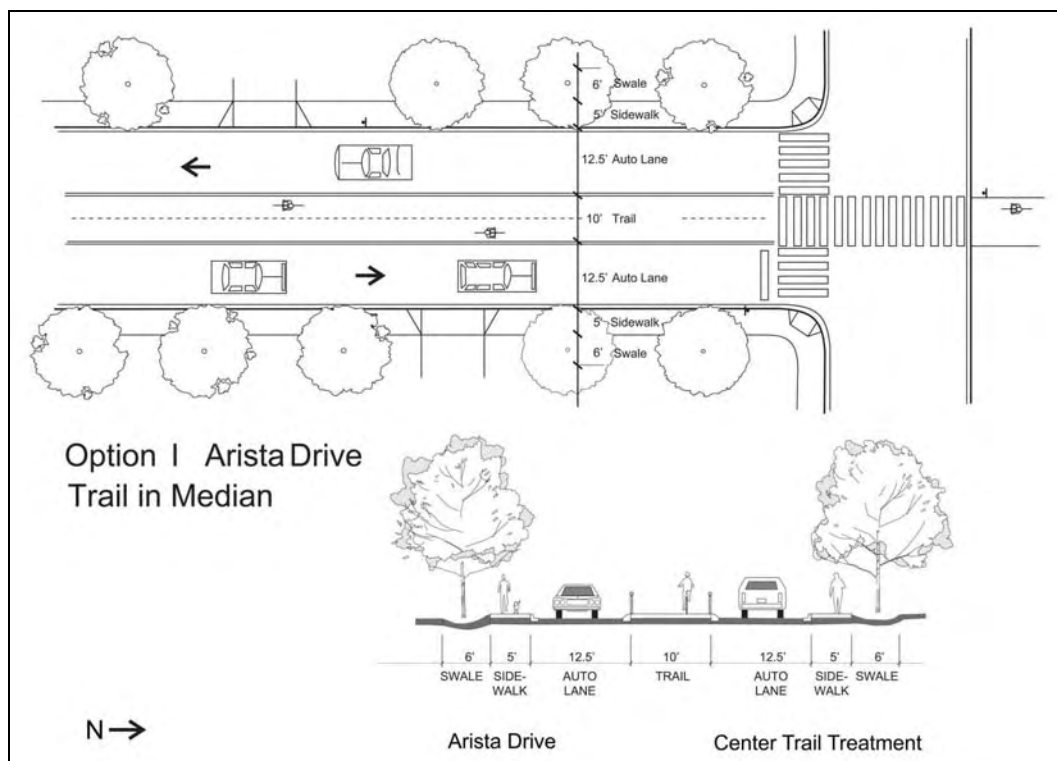 6' Swale
5' Sidewalk
12.5' Auto Lane
10' Trail
12.5' Auto Lane
5' Sidewalk
6' Swale
Option I Arista Drive
Trail in Median
6' 5' 12.5' 10' 12.5' 5' 6'
SWALE SIDE- AUTO TRAIL AUTO SIDE- SWALE
WALK LANE LANE WALK
N
Arista Drive Center Trail Treatment